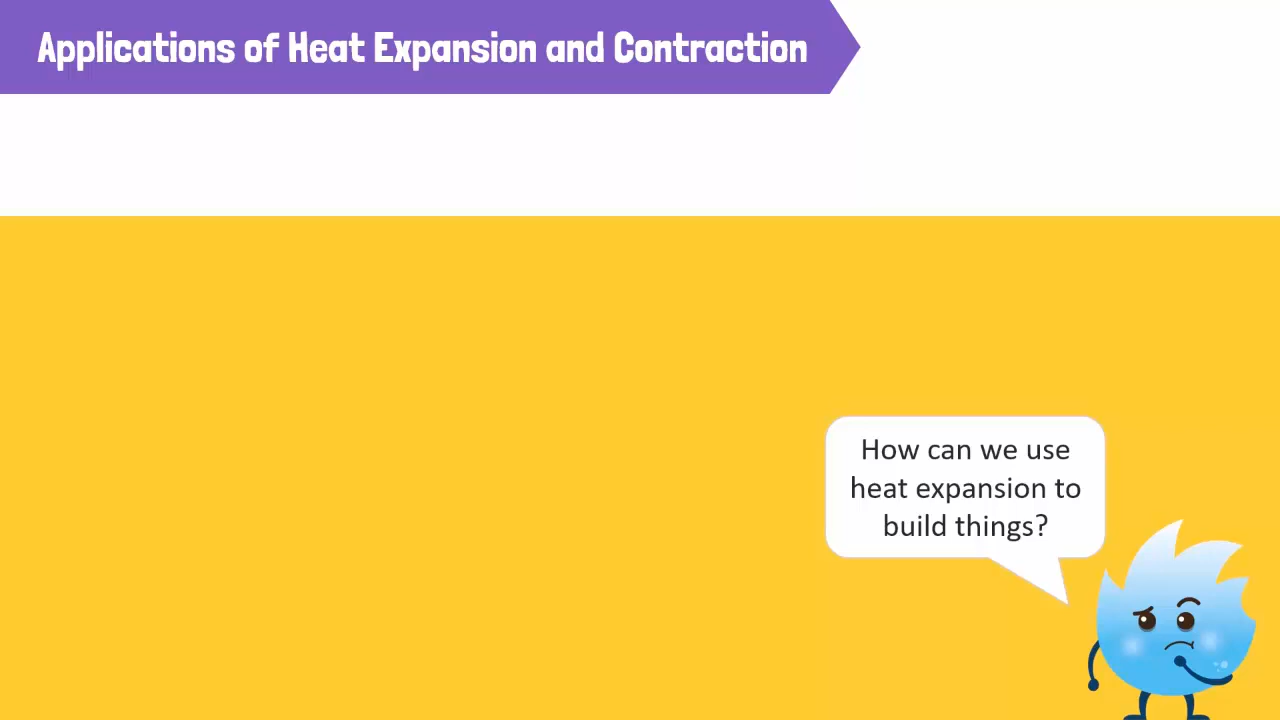 Applications of Heat Expansion and Contraction
How can we use
heat expansion to
build things?